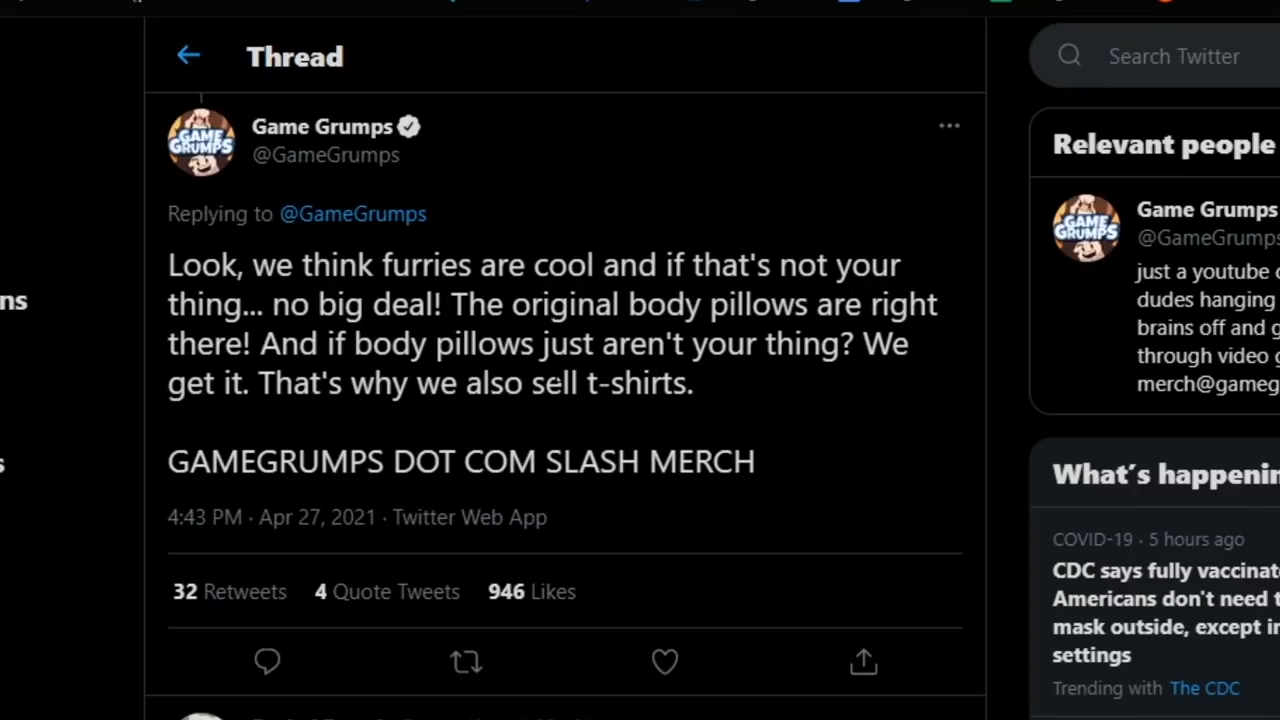 Thread
Search Twitter
Game Grumps
@GameGrumps
Replying to @GameGrumps
Look, we think furries are cool and if that's not your
thing... no big deal! The original body pillows are right
there! And if body pillows just aren't your thing? We
get it. That's why we also sell t-shirts.
GAMEGRUMPS DOT COM SLASH MERCH
4:43 PM · Apr 27, 2021 · Twitter Web App
32 Retweets 4 Quote Tweets 946 Likes
ns
s
Relevant people
Game Grumps
@GameGrumps
just a youtube c
dudes hanging
brains off and g
through video g
merch@gameg
What's happenin
COVID-19 · 5 hours ago
CDC says fully vaccinate
Americans don't need t
mask outside, except in
settings
Trending with The CDC